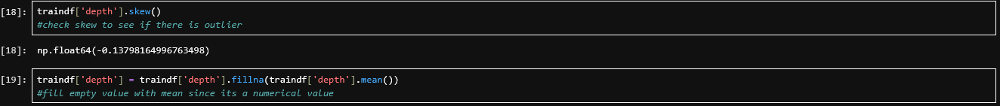 [18]: traindf['depth'].skew()
#check skew to see if there is outlier
[18]: np.float64(-0.13798164996763498)
[19]: traindf['depth'] = traindf['depth'].fillna(traindf['depth'].mean())
#fill empty value with mean since its a numerical value